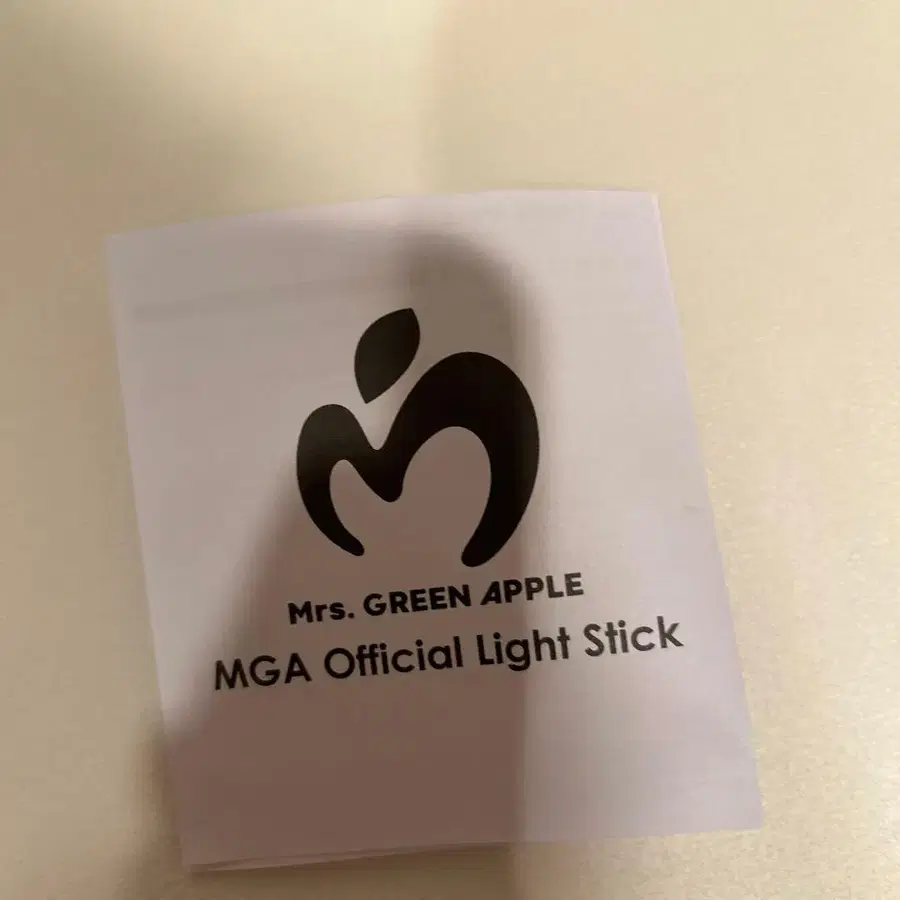 Mrs. GREEN APPLE
MGA Official Light Stick